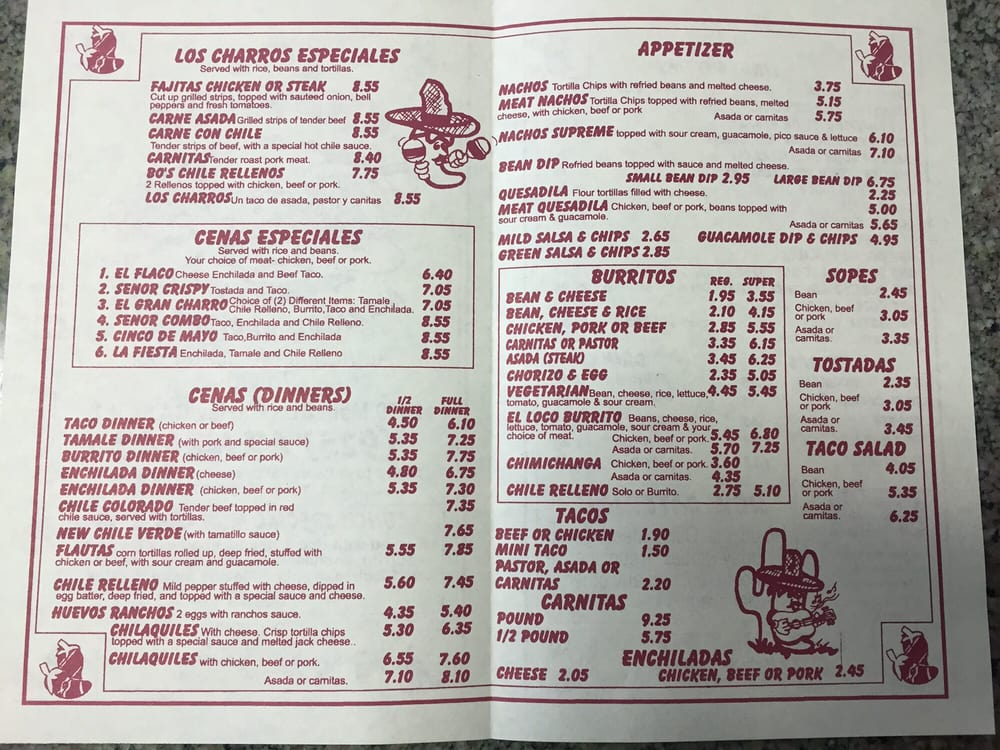 LOS CHARROS ESPECIALES
Served with rice, beans and tortillas.
FAJITAS CHICKEN OR STEAK 8.55
Cut up grilled strips, topped with sauteed onion, bell
peppers and fresh tomatoes.
CARNE ASADA Grilled strips of tender beef 8.55
CARNE CON CHILE 8.55
Tender strips of beef, with a special hot chile sauce.
CARNITAS Tender roast pork meat. 8.40
BO'S CHILE RELLENOS 7.75
2 Rellenos topped with chicken, beef or pork.
LOS CHARROS Un taco de asada, pastor y canitas 8.55
CENAS ESPECIALES
Served with rice and beans.
Your choice of meat- chicken, beef or pork.
1. EL FLACO Cheese Enchilada and Beef Taco. 6.40
2. SENOR CRISPY Tostada and Taco. 7.05
3. EL GRAN CHARRO Choice of (2) Different Items: Tamale
Chile Relleno, Burrito, Taco and Enchilada. 7.05
4. SENOR COMBO Taco, Enchilada and Chile Relleno. 8.55
5. CINCO DE MAYO Taco, Burrito and Enchilada 8.55
6. LA FIESTA Enchilada, Tamale and Chile Relleno 8.55
CENAS (DINNERS)
Served with rice and beans.
1/2 DINNER FULL DINNER
TACO DINNER (chicken or beef) 4.50 6.10
TAMALE DINNER (with pork and special sauce) 5.35 7.25
BURRITO DINNER (chicken, beef or pork) 5.35 7.75
ENCHILADA DINNER (cheese) 4.80 6.75
ENCHILADA DINNER (chicken, beef or pork) 5.35 7.30
CHILE COLORADO Tender beef topped in red 7.35
chile sauce, served with tortillas.
NEW CHILE VERDE (with tamatillo sauce) 7.65
FLAUTAS corn tortillas rolled up, deep fried, stuffed with 5.55 7.85
chicken or beef, with sour cream and guacamole.
CHILE RELLENO Mild pepper stuffed with cheese, dipped in 5.60 7.45
egg batter, deep fried, and topped with a special sauce and cheese.
HUEVOS RANCHOS 2 eggs with ranchos sauce. 4.35 5.40
CHILAQUILES With cheese. Crisp tortilla chips 5.30 6.35
topped with a special sauce and melted jack cheese..
CHILAQUILES with chicken, beef or pork. 6.55 7.60
Asada or carnitas. 7.10 8.10
APPETIZER
NACHOS Tortilla Chips with refried beans and melted cheese. 3.75
MEAT NACHOS Tortilla Chips topped with refried beans, melted 5.15
cheese, with chicken, beef or pork Asada or carnitas 5.75
NACHOS SUPREME topped with sour cream, guacamole, pico sauce & lettuce 6.10
Asada or carnitas 7.10
BEAN DIP Refried beans topped with sauce and melted cheese.
SMALL BEAN DIP 2.95 LARGE BEAN DIP 6.75
QUESADILA Flour tortillas filled with cheese. 2.25
MEAT QUESADILA Chicken, beef or pork, beans topped with 5.00
sour cream & guacamole. Asada or carnitas 5.65
MILD SALSA & CHIPS 2.65 GUACAMOLE DIP & CHIPS 4.95
GREEN SALSA & CHIPS 2.85
BURRITOS REG. SUPER
BEAN & CHEESE 1.95 3.55
BEAN, CHEESE & RICE 2.10 4.15
CHICKEN, PORK OR BEEF 2.85 5.55
CARNITAS OR PASTOR 3.35 6.15
ASADA (STEAK) 3.45 6.25
CHORIZO & EGG 2.35 5.05
VEGETARIAN Bean, cheese, rice, lettuce, 4.45 5.45
tomato, guacamole & sour cream.
EL LOCO BURRITO Beans, cheese, rice,
lettuce, tomato, guacamole, sour cream & your
choice of meat. Chicken, beef or pork. 5.45 6.80
Asada or carnitas. 5.70 7.25
CHIMICHANGA Chicken, beef or pork. 3.60
Asada or carnitas. 4.35
CHILE RELLENO Solo or Burrito. 2.75 5.10
SOPES
Bean 2.45
Chicken, beef
or pork 3.05
Asada or
carnitas. 3.35
TOSTADAS
Bean 2.35
Chicken, beef
or pork 3.05
Asada or
carnitas. 3.45
TACO SALAD
Bean 4.05
Chicken, beef
or pork 5.35
Asada or
carnitas. 6.25
TACOS
BEEF OR CHICKEN 1.90
MINI TACO 1.50
PASTOR, ASADA OR
CARNITAS 2.20
CARNITAS
POUND 9.25
1/2 POUND 5.75
ENCHILADAS
CHEESE 2.05 CHICKEN, BEEF OR PORK 2.45